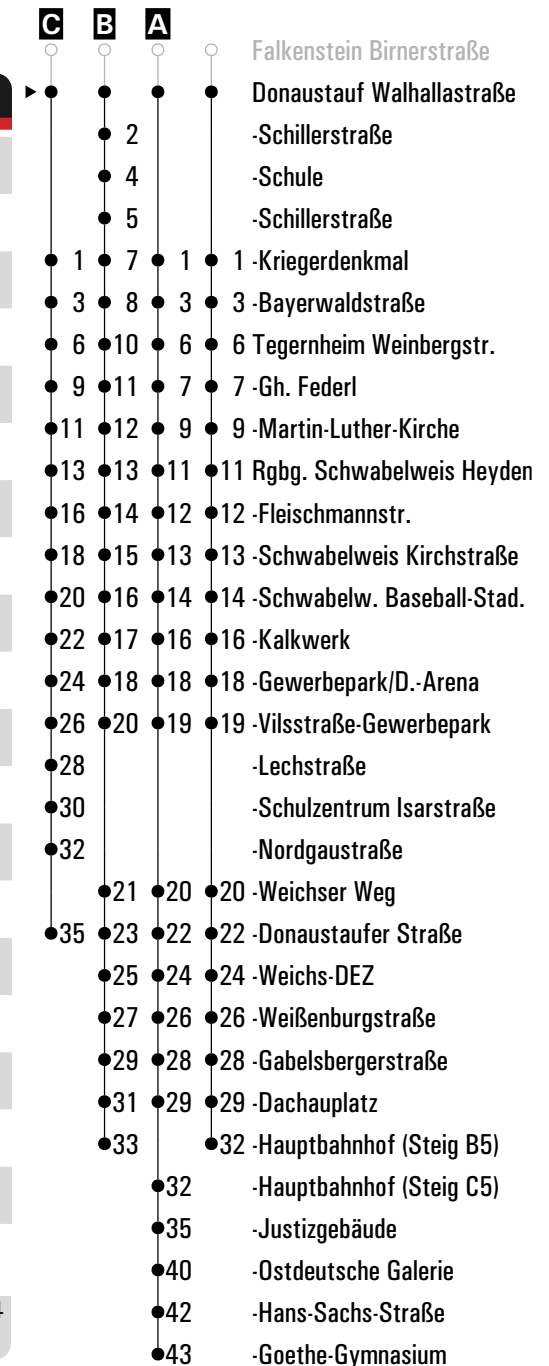 C B A
Falkenstein Birnerstraße
Donaustauf Walhallastraße
2 -Schillerstraße
4 -Schule
5 -Schillerstraße
1 7 1 1 -Kriegerdenkmal
3 8 3 3 -Bayerwaldstraße
6 10 6 6 Tegernheim Weinbergstr.
9 11 7 7 -Gh. Federl
11 12 9 9 -Martin-Luther-Kirche
13 13 11 11 Rgbg. Schwabelweis Heyden
16 14 12 12 -Fleischmannstr.
18 15 13 13 -Schwabelweis Kirchstraße
20 16 14 14 -Schwabelw. Baseball-Stad.
22 17 16 16 -Kalkwerk
24 18 18 18 -Gewerbepark/D.-Arena
26 20 19 19 -Vilsstraße-Gewerbepark
28 -Lechstraße
30 -Schulzentrum Isarstraße
32 -Nordgaustraße
21 20 20 -Weichser Weg
35 23 22 22 -Donaustaufer Straße
25 24 24 -Weichs-DEZ
27 26 26 -Weißenburgstraße
29 28 28 -Gabelsbergerstraße
31 29 29 -Dachauplatz
33 32 -Hauptbahnhof (Steig B5)
32 -Hauptbahnhof (Steig C5)
35 -Justizgebäude
40 -Ostdeutsche Galerie
42 -Hans-Sachs-Straße
43 -Goethe-Gymnasium